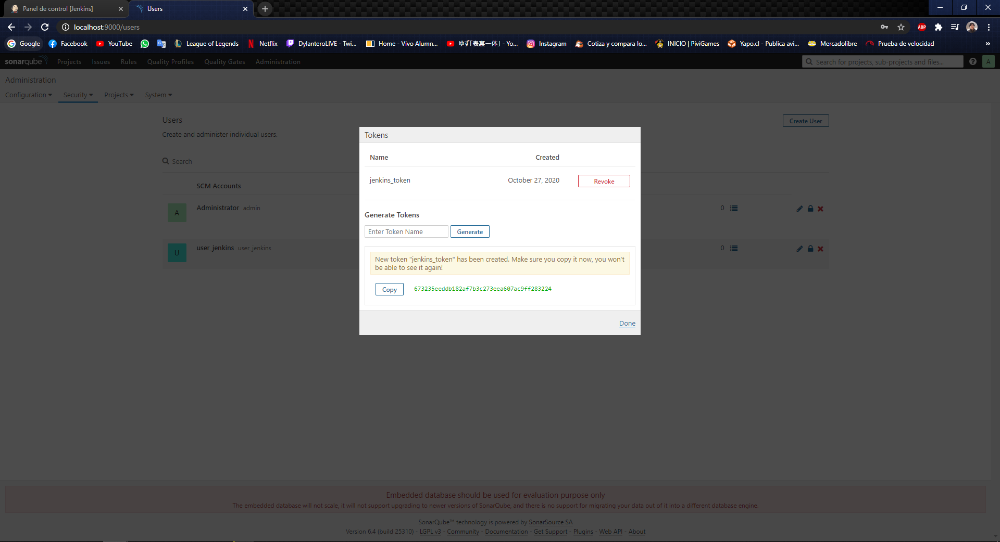 Panel de control [Jenkins]
Users
localhost:9000/users
ABP
Google
Facebook
YouTube
League of Legends
Netflix
DylanteroLIVE - Twi...
Home - Vivo Alumn...
ゆず「表裏一体」 - Yo...
Instagram
Cotiza y compara lo...
INICIO | PiviGames
Yapo.cl - Publica avi...
Mercadolibre
Prueba de velocidad
»
sonarqube
Projects
Issues
Rules
Quality Profiles
Quality Gates
Administration
Search for projects, sub-projects and files...
A
Administration
Configuration
Security
Projects
System
Users
Create User
Create and administer individual users.
Search
SCM Accounts
A
Administrator admin
0
U
user_jenkins user_jenkins
0
Tokens
Name Created
jenkins_token October 27, 2020 Revoke
Generate Tokens
Enter Token Name Generate
New token "jenkins_token" has been created. Make sure you copy it now, you won't
be able to see it again!
Copy 673235eeddb182af7b3c273eea607ac9ff283224
Done
Embedded database should be used for evaluation purpose only
The embedded database will not scale, it will not support upgrading to newer versions of SonarQube, and there is no support for migrating your data out of it into a different database engine.
SonarQube™ technology is powered by SonarSource SA
Version 6.4 (build 25310) - LGPL v3 - Community - Documentation - Get Support - Plugins - Web API - About